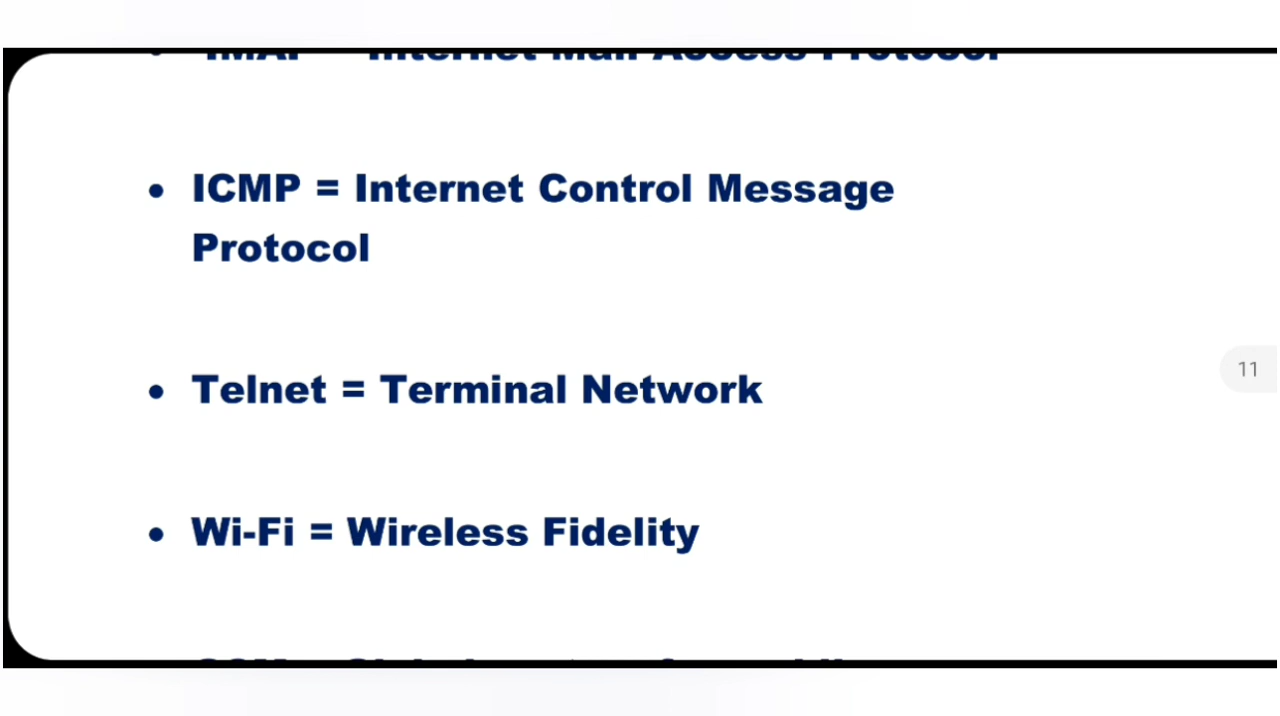 IMAP = Internet Mail Access Protocol
• ICMP = Internet Control Message
Protocol
• Telnet = Terminal Network
11
• Wi-Fi = Wireless Fidelity